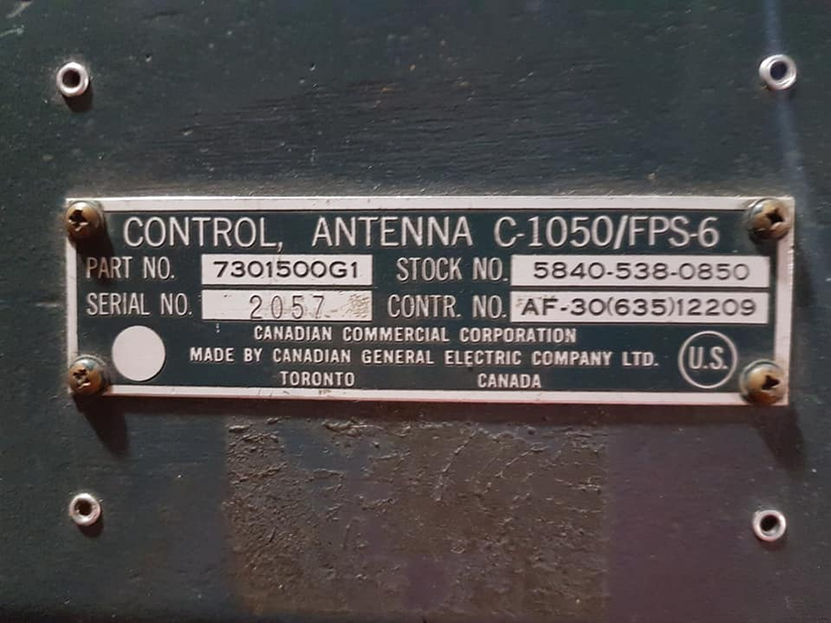 CONTROL, ANTENNA C-1050/FPS-6
PART NO. 7301500G1 STOCK NO. 5840-538-0850
SERIAL NO. 2057 CONTR. NO. AF-30(635)12209
CANADIAN COMMERCIAL CORPORATION
MADE BY CANADIAN GENERAL ELECTRIC COMPANY LTD. U.S.
TORONTO CANADA